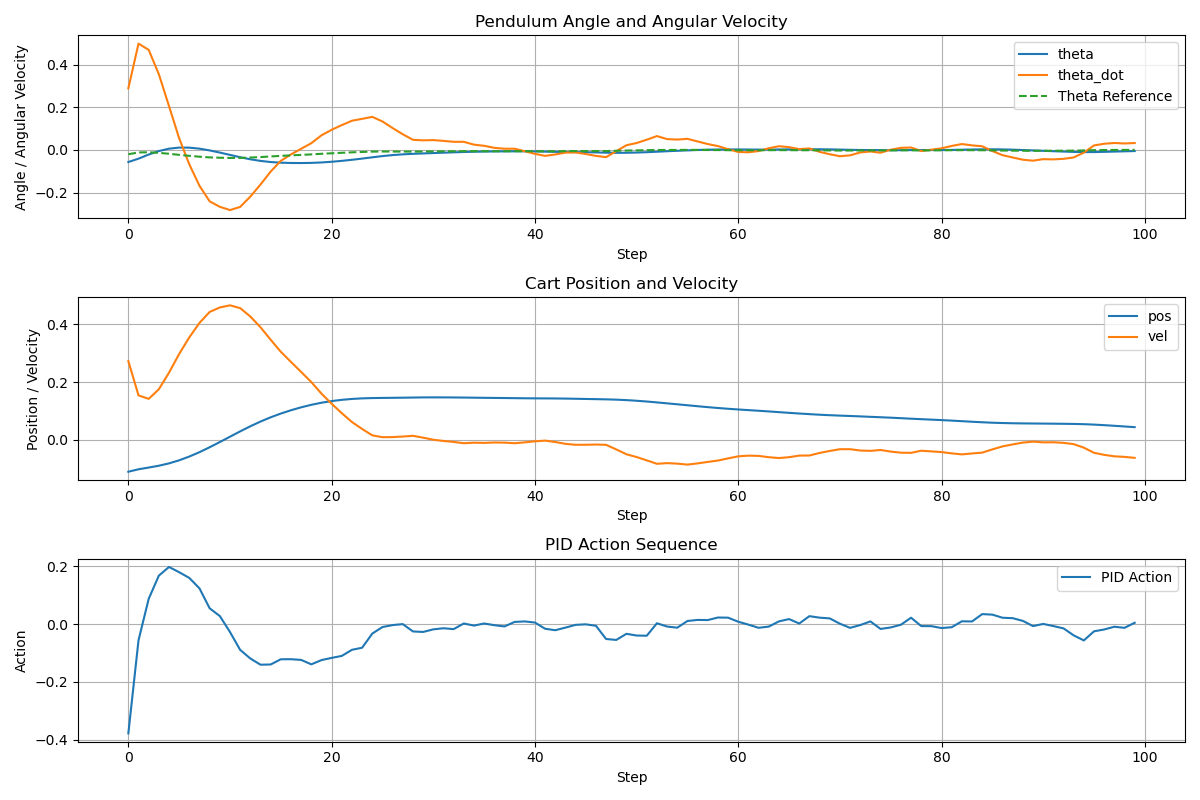 Pendulum Angle and Angular Velocity
Angle / Angular Velocity
0.4
0.2
0.0
−0.2
theta
theta_dot
Theta Reference
0 20 40 60 80 100
Step
Cart Position and Velocity
Position / Velocity
0.4
0.2
0.0
pos
vel
0 20 40 60 80 100
Step
PID Action Sequence
Action
0.2
0.0
−0.2
−0.4
PID Action
0 20 40 60 80 100
Step